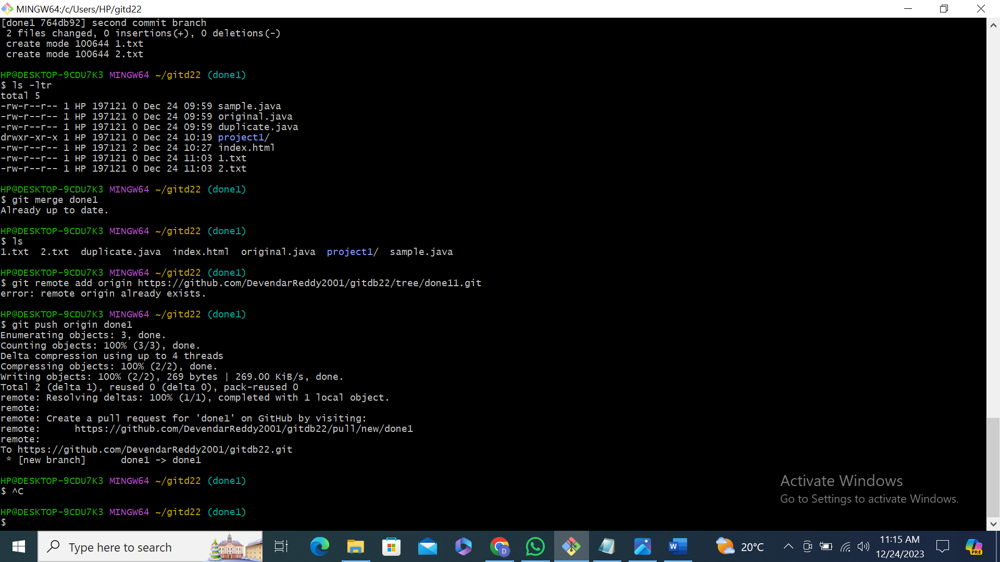 MINGW64:/c/Users/HP/gitd22
[done1 764db92] second commit branch
 2 files changed, 0 insertions(+), 0 deletions(-)
 create mode 100644 1.txt
 create mode 100644 2.txt
HP@DESKTOP-9CDU7K3 MINGW64 ~/gitd22 (done1)
$ ls -ltr
total 5
-rw-r--r-- 1 HP 197121 0 Dec 24 09:59 sample.java
-rw-r--r-- 1 HP 197121 0 Dec 24 09:59 original.java
-rw-r--r-- 1 HP 197121 0 Dec 24 09:59 duplicate.java
drwxr-xr-x 1 HP 197121 0 Dec 24 10:19 project1/
-rw-r--r-- 1 HP 197121 2 Dec 24 10:27 index.html
-rw-r--r-- 1 HP 197121 0 Dec 24 11:03 1.txt
-rw-r--r-- 1 HP 197121 0 Dec 24 11:03 2.txt
HP@DESKTOP-9CDU7K3 MINGW64 ~/gitd22 (done1)
$ git merge done1
Already up to date.
HP@DESKTOP-9CDU7K3 MINGW64 ~/gitd22 (done1)
$ ls
1.txt  2.txt  duplicate.java  index.html  original.java  project1/  sample.java
HP@DESKTOP-9CDU7K3 MINGW64 ~/gitd22 (done1)
$ git remote add origin https://github.com/DevendarReddy2001/gitdb22/tree/done11.git
error: remote origin already exists.
HP@DESKTOP-9CDU7K3 MINGW64 ~/gitd22 (done1)
$ git push origin done1
Enumerating objects: 3, done.
Counting objects: 100% (3/3), done.
Delta compression using up to 4 threads
Compressing objects: 100% (2/2), done.
Writing objects: 100% (2/2), 269 bytes | 269.00 KiB/s, done.
Total 2 (delta 1), reused 0 (delta 0), pack-reused 0
remote: Resolving deltas: 100% (1/1), completed with 1 local object.
remote:
remote: Create a pull request for 'done1' on GitHub by visiting:
remote:      https://github.com/DevendarReddy2001/gitdb22/pull/new/done1
remote:
To https://github.com/DevendarReddy2001/gitdb22.git
 * [new branch]      done1 -> done1
HP@DESKTOP-9CDU7K3 MINGW64 ~/gitd22 (done1)
$ ^C
HP@DESKTOP-9CDU7K3 MINGW64 ~/gitd22 (done1)
$
Activate Windows
Go to Settings to activate Windows.
Type here to search
D
W
20°C
11:15 AM
12/24/2023
PRE